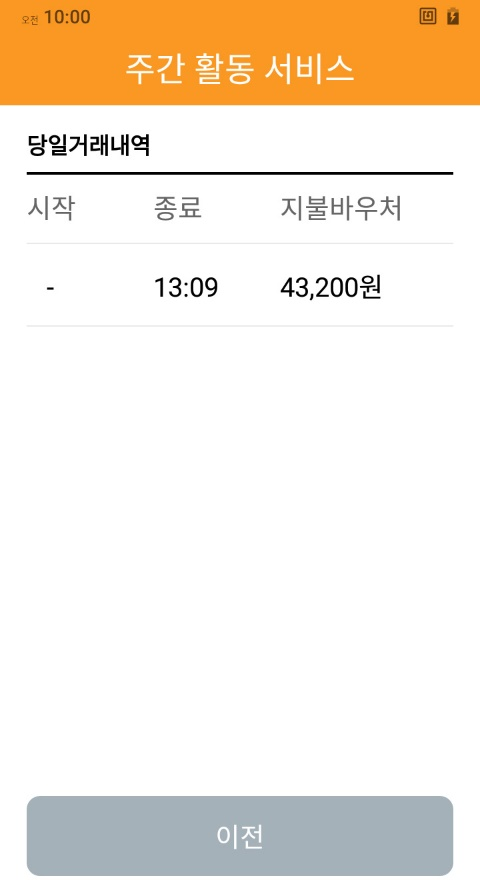 오전 10:00
주간 활동 서비스
당일거래내역
시작 종료 지불바우처
- 13:09 43,200원
이전